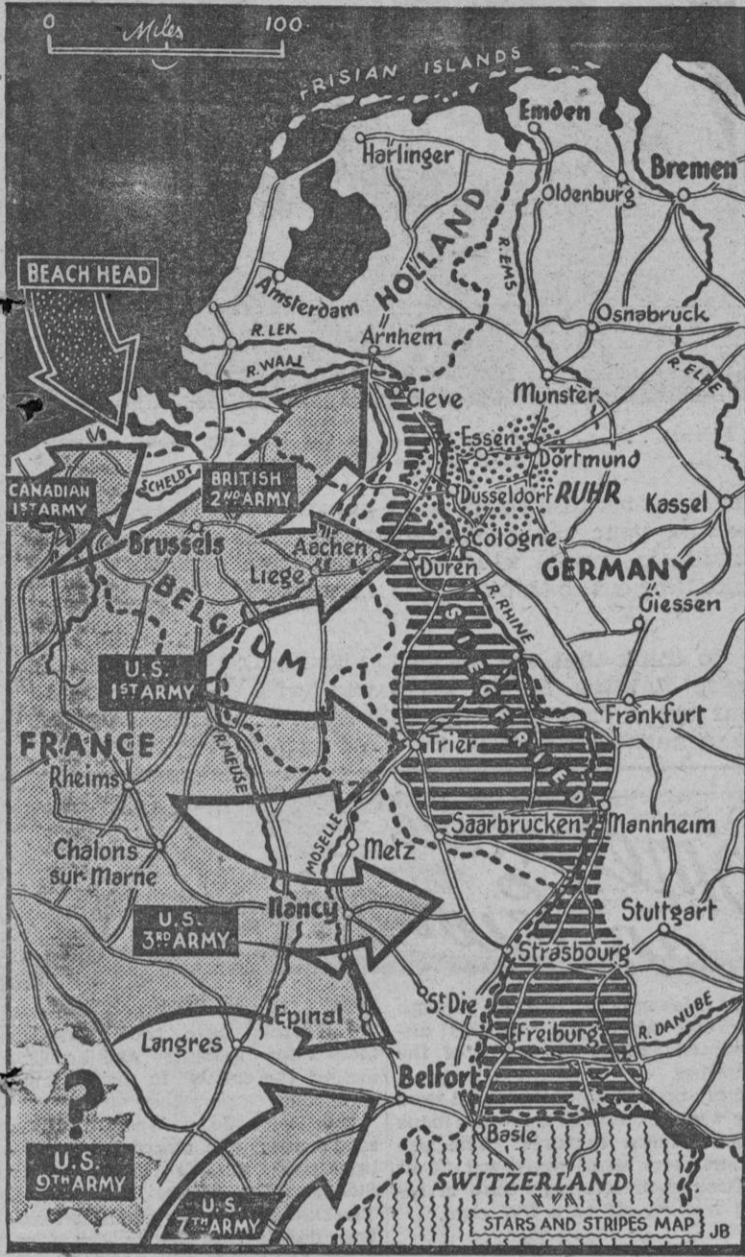 0 Miles 100
FRISIAN ISLANDS
Emden
Harlinger
Bremen
Oldenburg
HOLLAND
R. EMS
BEACH HEAD
Amsterdam
Osnabruck
R. LEK
Arnhem
R. WAAL
R. ELBE
Cleve
Munster
Essen
Dortmund
SCHELDT
BRITISH
2ND ARMY
CANADIAN
1ST ARMY
Düsseldorf
RUHR
Kassel
Brussels
Aachen
Cologne
Liege
Duren
GERMANY
BELGIUM
R. RHINE
Giessen
SIEGFRIED
U.S.
1ST ARMY
Frankfurt
FRANCE
R. MEUSE
Trier
Rheims
Saarbrucken
Mannheim
MOSELLE
Chalons
sur-Marne
Metz
Nancy
Stuttgart
U.S.
3RD ARMY
Strasbourg
St Die
Epinal
R. DANUBE
Langres
Freiburg
Belfort
?
U.S.
9TH ARMY
Basle
SWITZERLAND
U.S.
7TH ARMY
STARS AND STRIPES MAP
JB